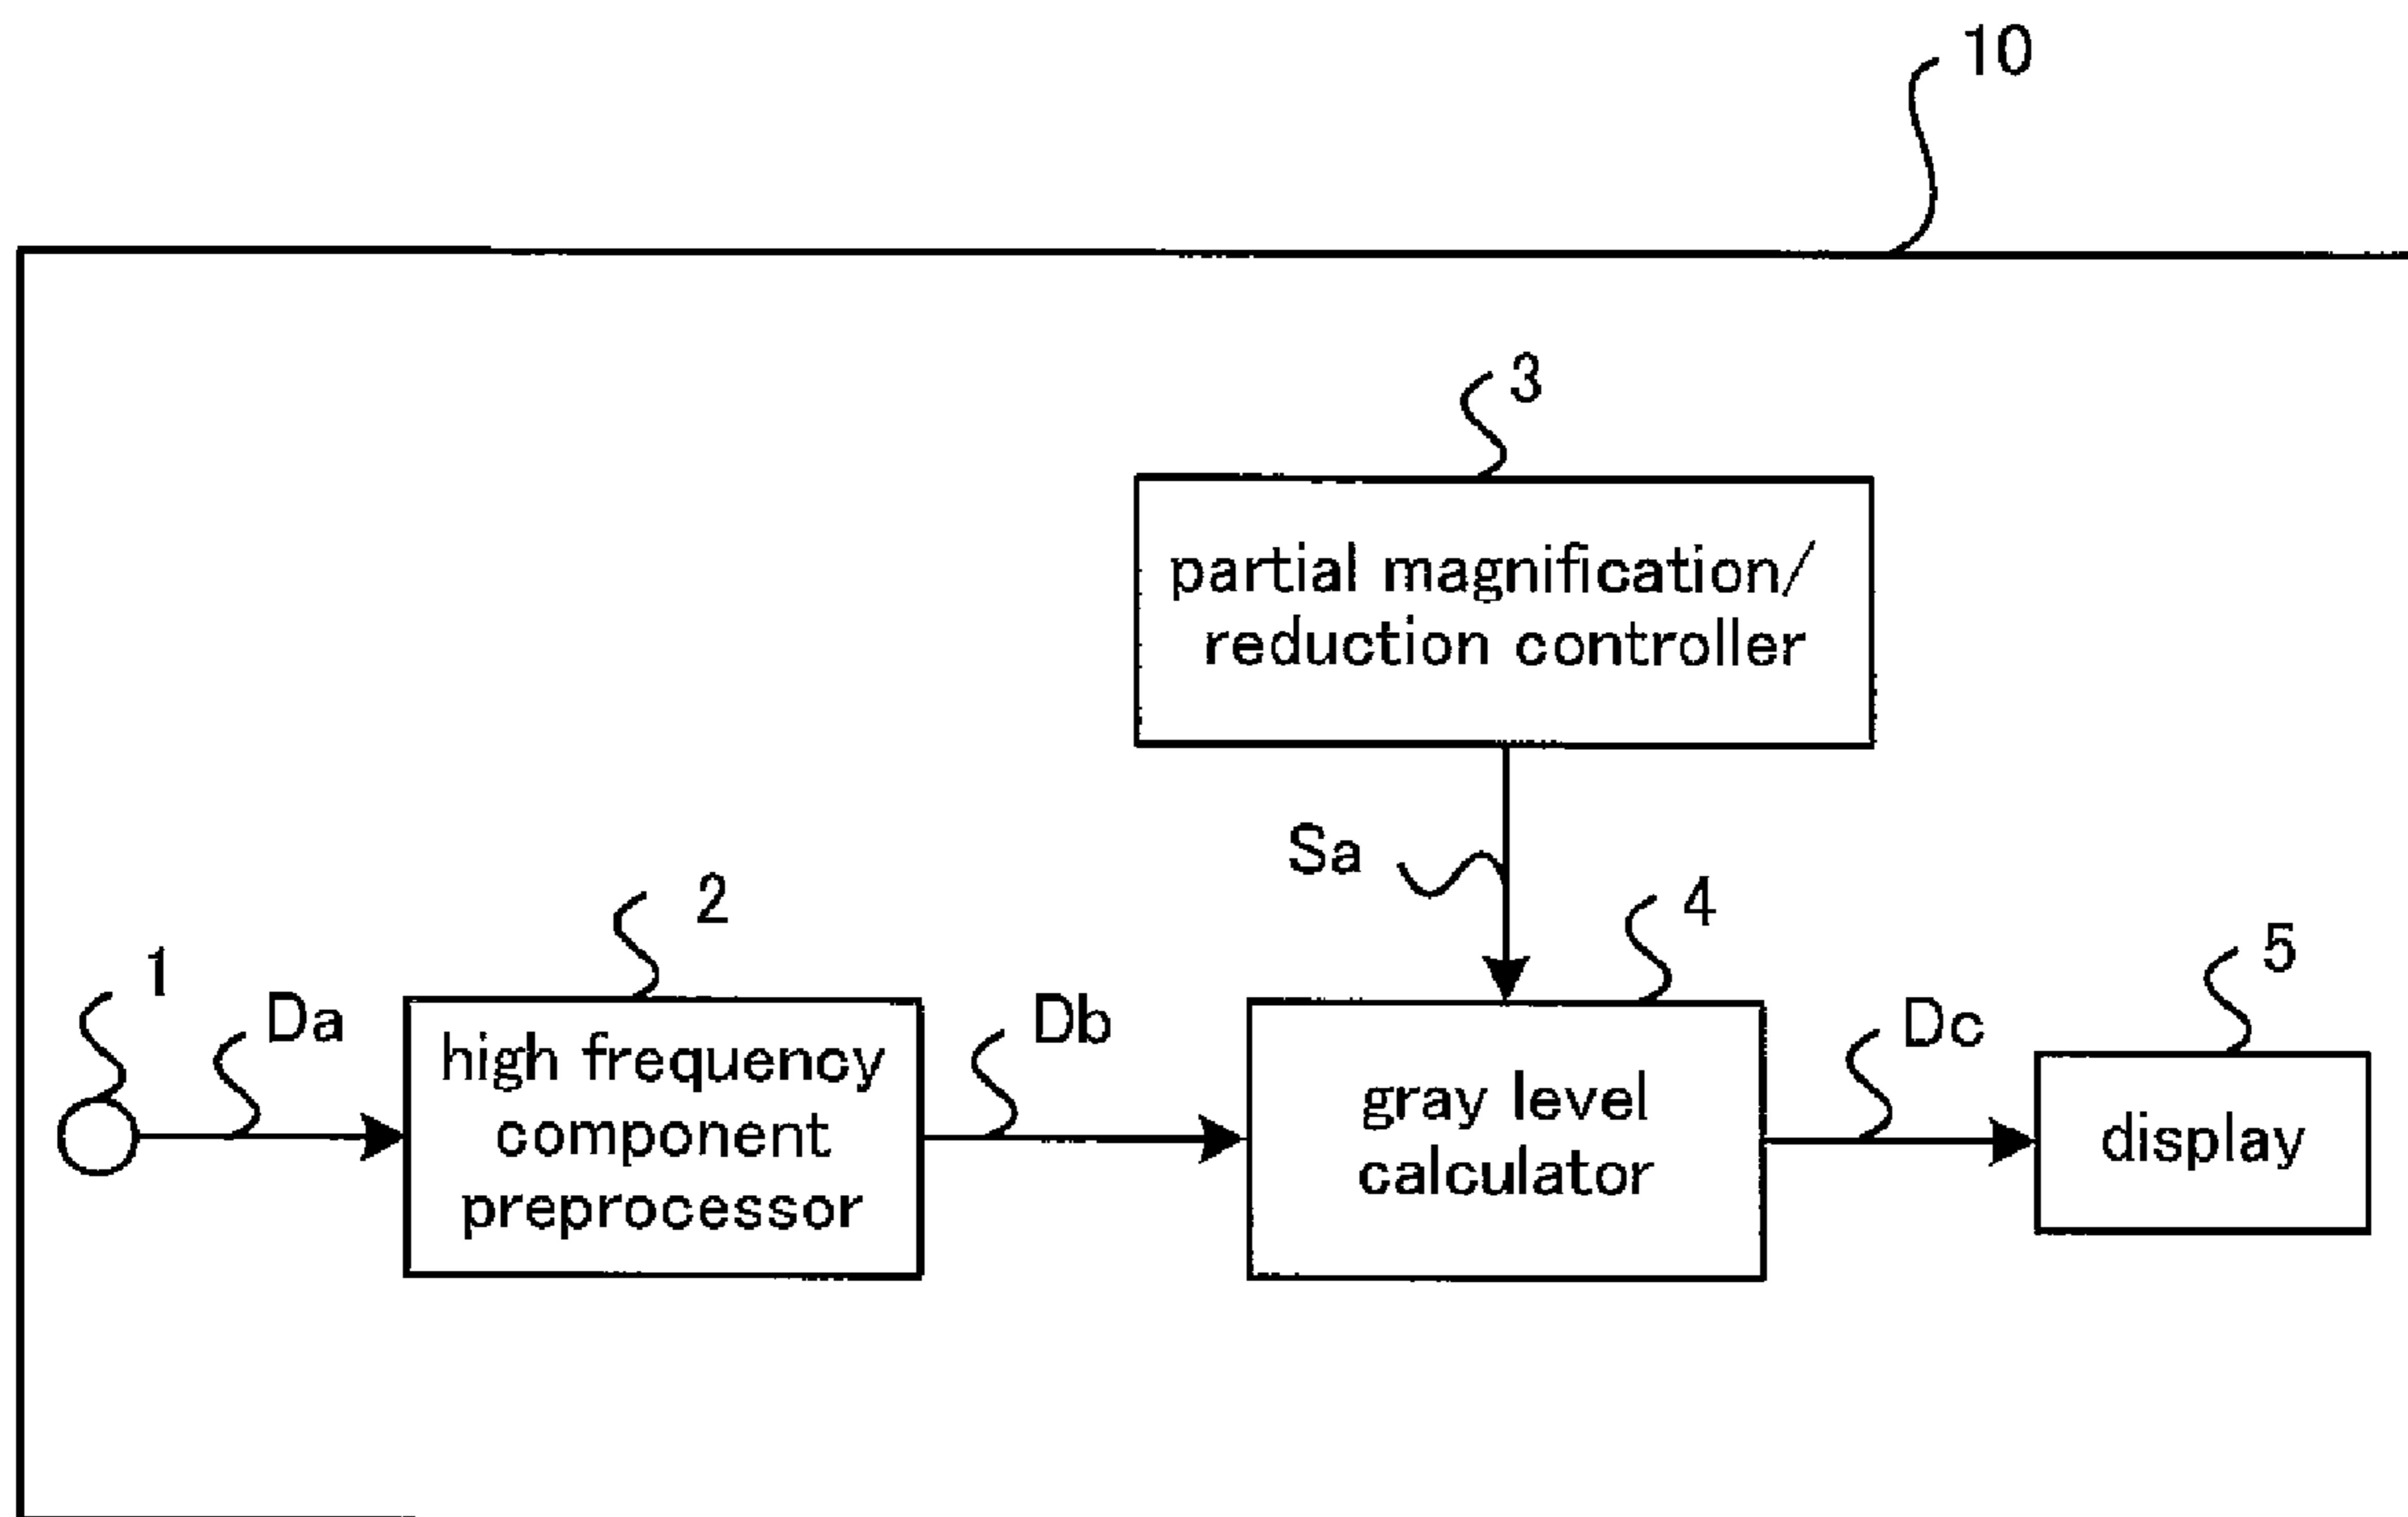 10
3
partial magnification/
reduction controller
Sa
2
4
1
Da
Db
Dc
5
high frequency
component
preprocessor
gray level
calculator
display